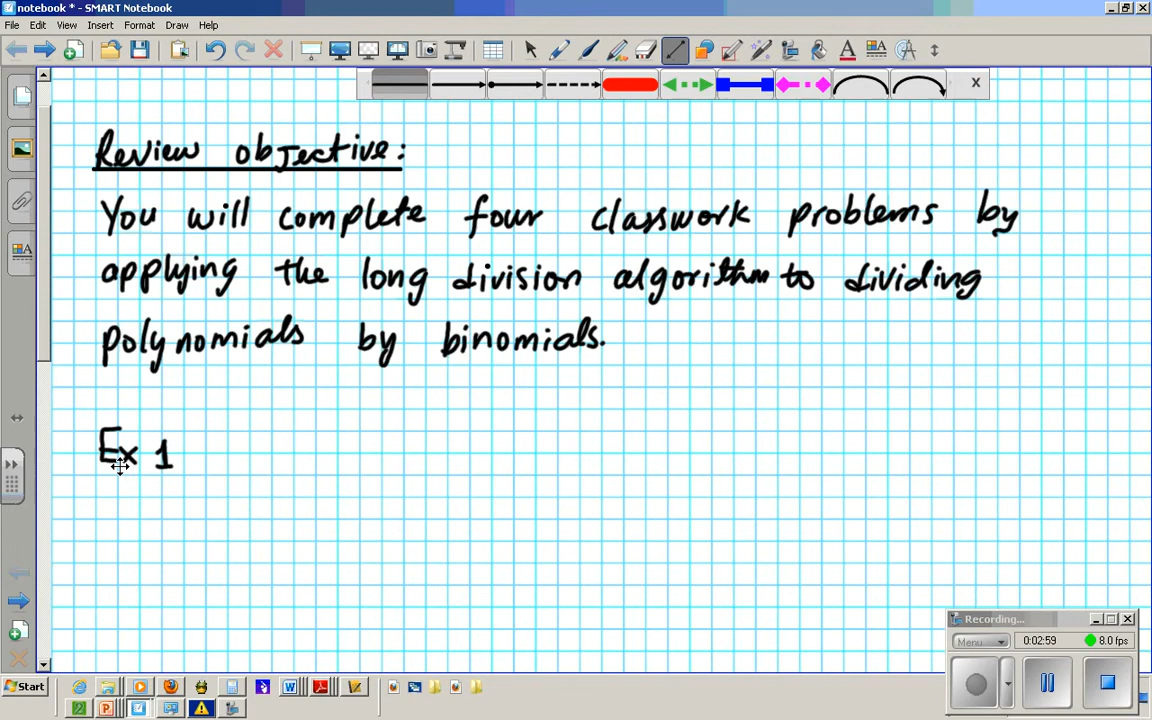 notebook * - SMART Notebook
File Edit View Insert Format Draw Help
Review objective:
You will complete four classwork problems by
applying the long division algorithm to dividing
polynomials by binomials.
Ex 1
Recording...
Menu 0:02:59 8.0 fps
Start